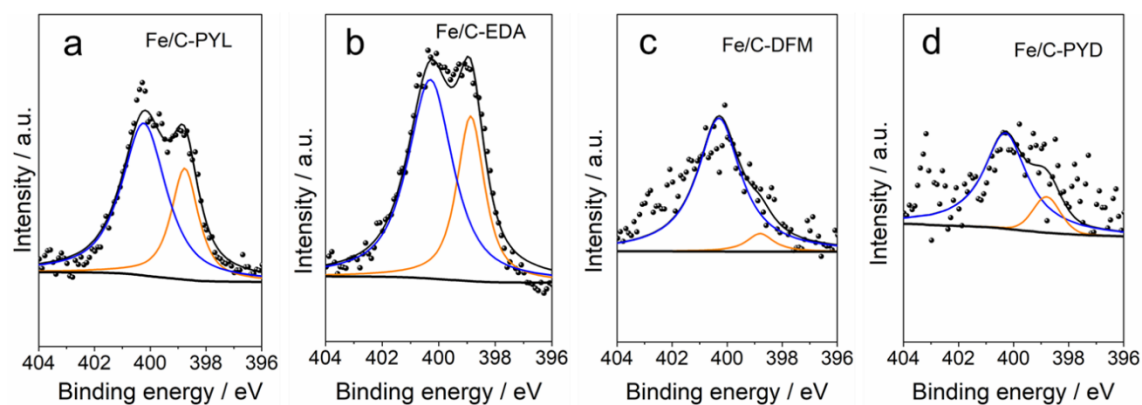 a
Fe/C-PYL
Intensity / a.u.
404 402 400 398 396
Binding energy / eV
b
Fe/C-EDA
Intensity / a.u.
404 402 400 398 396
Binding energy / eV
c
Fe/C-DFM
Intensity / a.u.
404 402 400 398 396
Binding energy / eV
d
Fe/C-PYD
Intensity / a.u.
404 402 400 398 396
Binding energy / eV